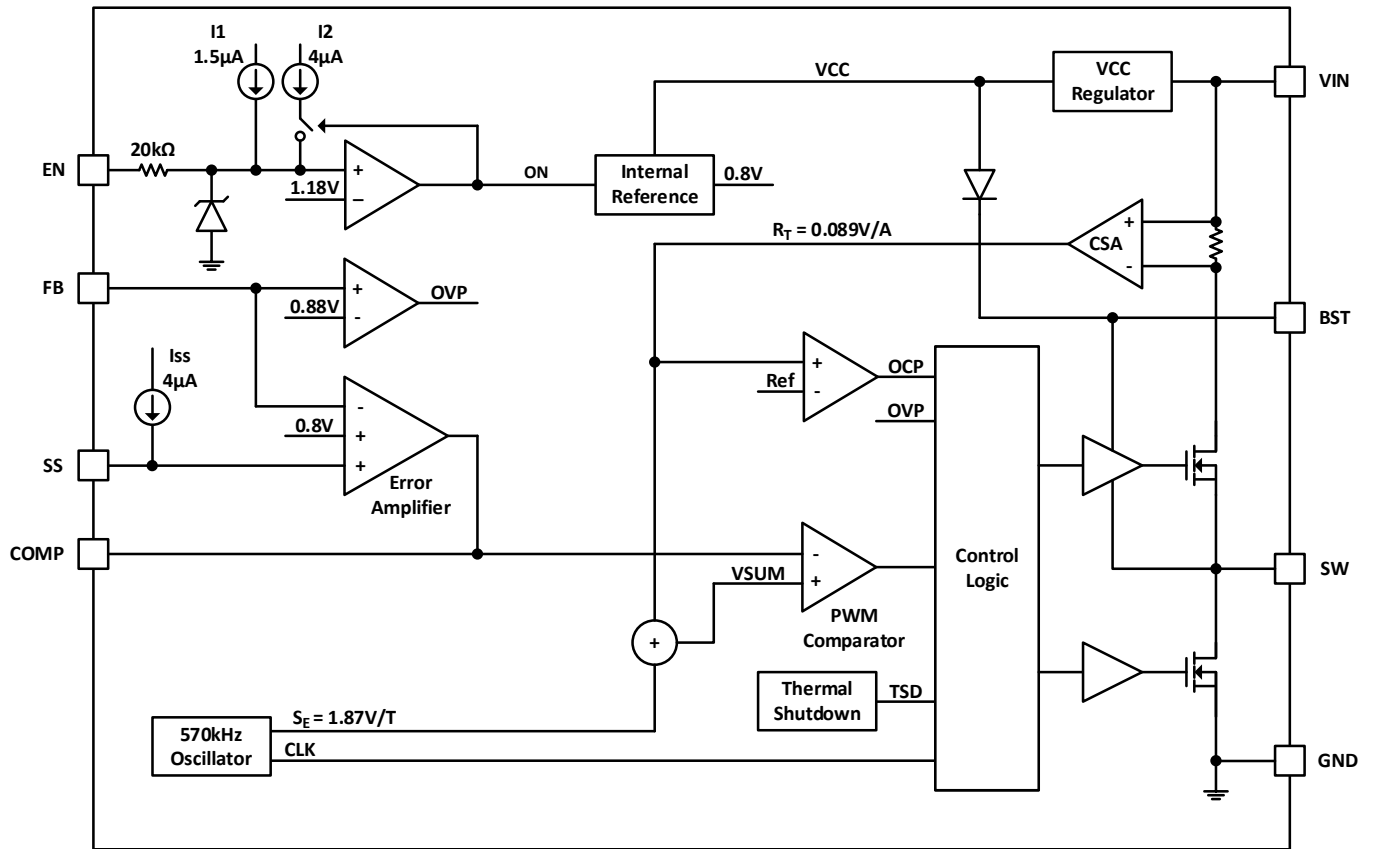 I1
1.5µA
I2
4µA
VCC
VCC
Regulator
VIN
20kΩ
EN
+
1.18V
–
ON
Internal
Reference
0.8V
RT = 0.089V/A
+
CSA
-
FB
+
0.88V
-
OVP
BST
Iss
4µA
+
Ref
-
OCP
OVP
-
0.8V
+
SS
+
Error
Amplifier
COMP
-
VSUM
+
PWM
Comparator
Control
Logic
SW
+
Thermal
Shutdown
TSD
SE = 1.87V/T
570kHz
Oscillator
CLK
GND